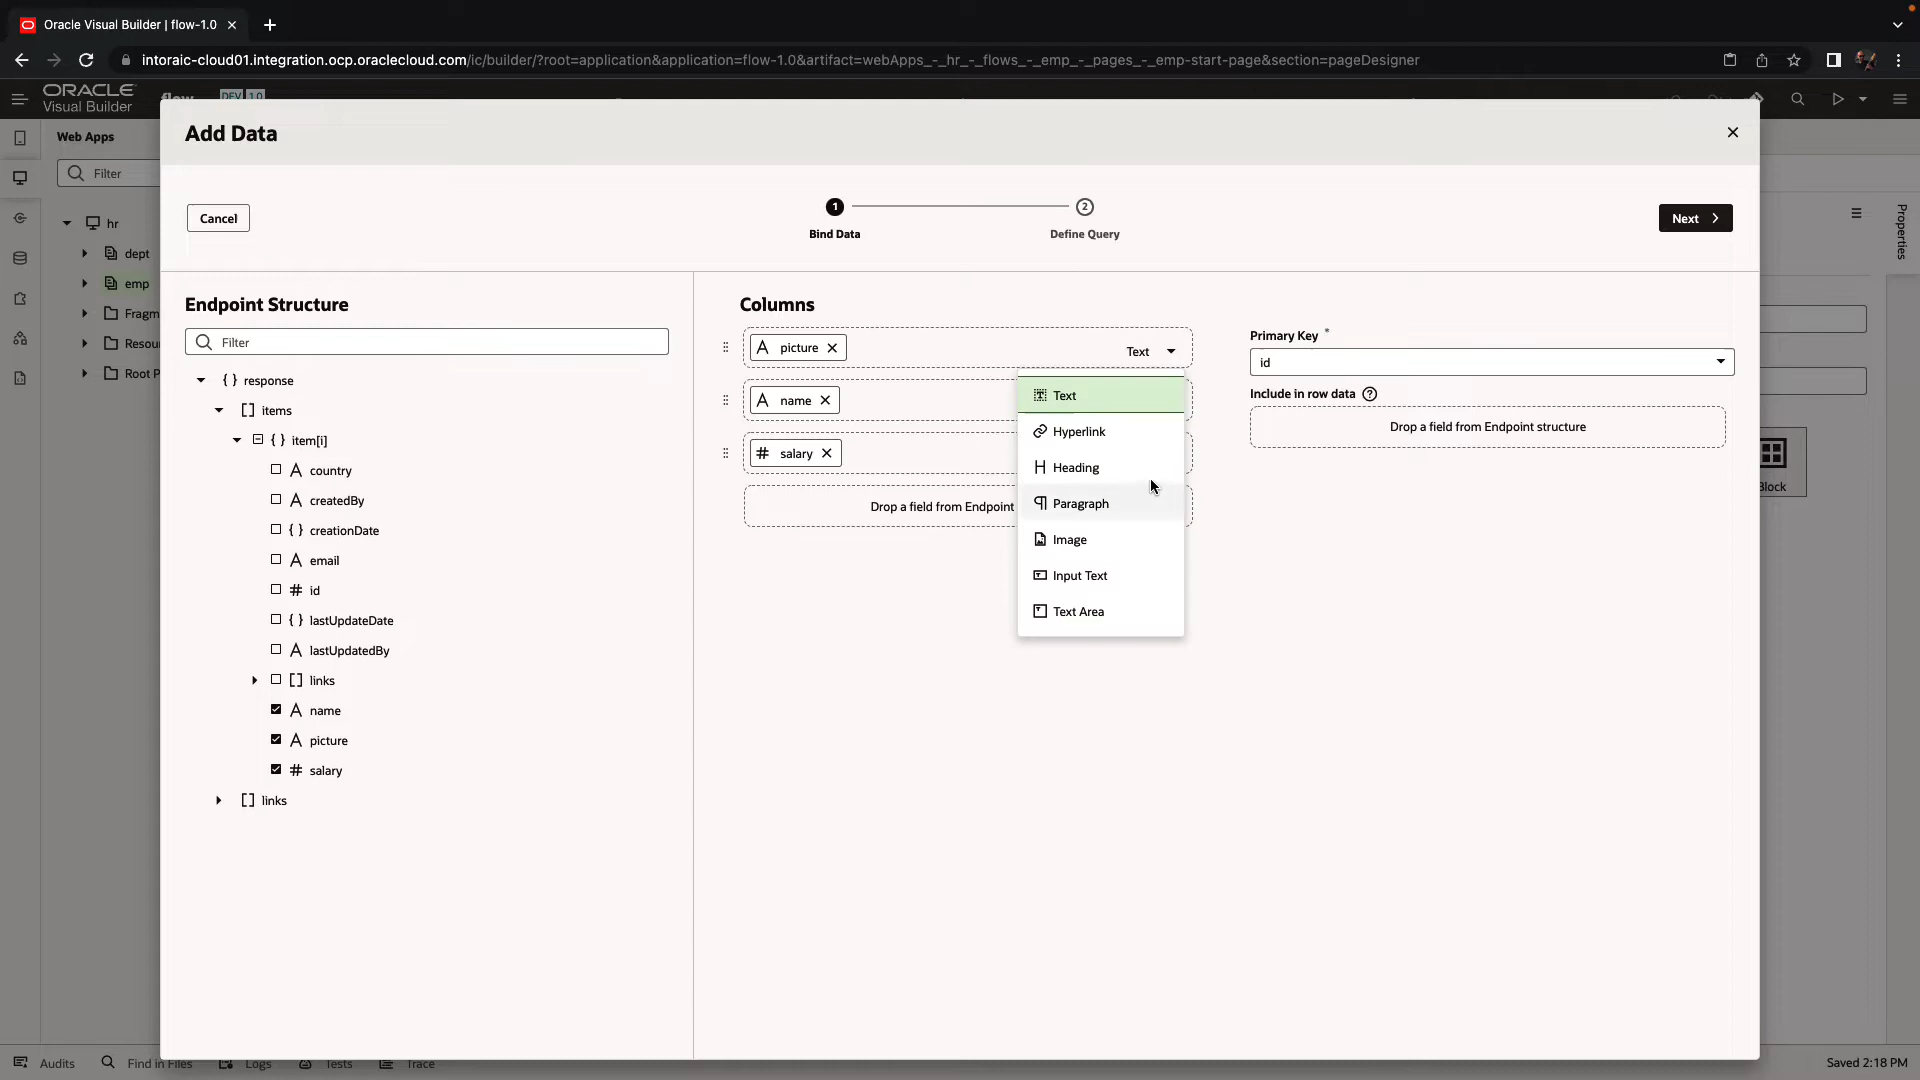 Oracle Visual Builder | flow-1.0
intoraic-cloud01.integration.ocp.oraclecloud.com/ic/builder/?root=application&application=flow-1.0&artifact=webApps_-_hr_-_flows_-_emp_-_pages_-_emp-start-page&section=pageDesigner
ORACLE
Visual Builder
flow
DEV 1.0
Web Apps
Filter
hr
dept
emp
Fragm
Resou
Root P
Add Data
Cancel
1
2
Bind Data
Define Query
Next
Properties
Endpoint Structure
Filter
{ } response
[ ] items
{ } item[i]
A country
A createdBy
{ } creationDate
A email
# id
{ } lastUpdateDate
A lastUpdatedBy
[ ] links
A name
A picture
# salary
[ ] links
Columns
A picture
Text
A name
# salary
Drop a field from Endpoint
Text
Hyperlink
H Heading
Paragraph
Image
Input Text
Text Area
Primary Key *
id
Include in row data ?
Drop a field from Endpoint structure
Block
Audits
Find in Files
Logs
Tests
Trace
Saved 2:18 PM